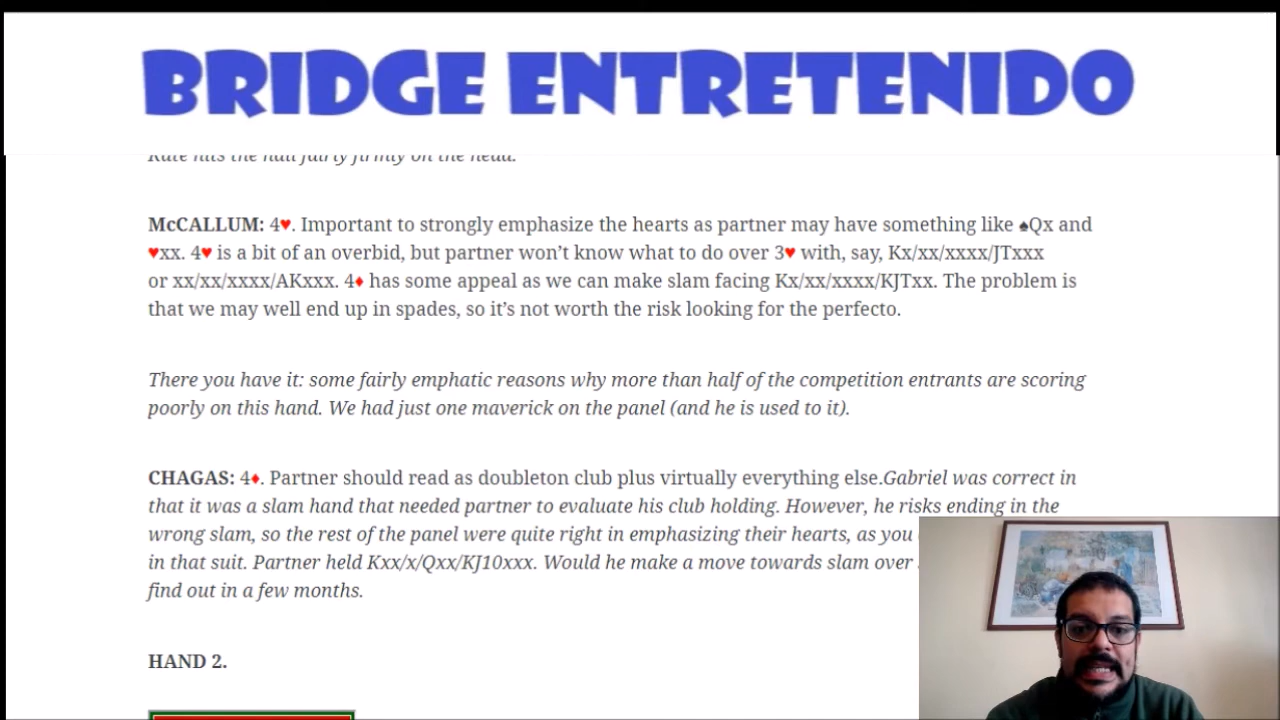 BRIDGE ENTRETENIDO
Kate hits the nail fairly firmly on the head.
McCALLUM: 4♥. Important to strongly emphasize the hearts as partner may have something like ♠Qx and
♥xx. 4♥ is a bit of an overbid, but partner won’t know what to do over 3♥ with, say, Kx/xx/xxxx/JTxxx
or xx/xx/xxxx/AKxxx. 4♦ has some appeal as we can make slam facing Kx/xx/xxxx/KJTxx. The problem is
that we may well end up in spades, so it’s not worth the risk looking for the perfecto.
There you have it: some fairly emphatic reasons why more than half of the competition entrants are scoring
poorly on this hand. We had just one maverick on the panel (and he is used to it).
CHAGAS: 4♦. Partner should read as doubleton club plus virtually everything else.Gabriel was correct in
that it was a slam hand that needed partner to evaluate his club holding. However, he risks ending in the
wrong slam, so the rest of the panel were quite right in emphasizing their hearts, as you
in that suit. Partner held Kxx/x/Qxx/KJ10xxx. Would he make a move towards slam over
find out in a few months.
HAND 2.